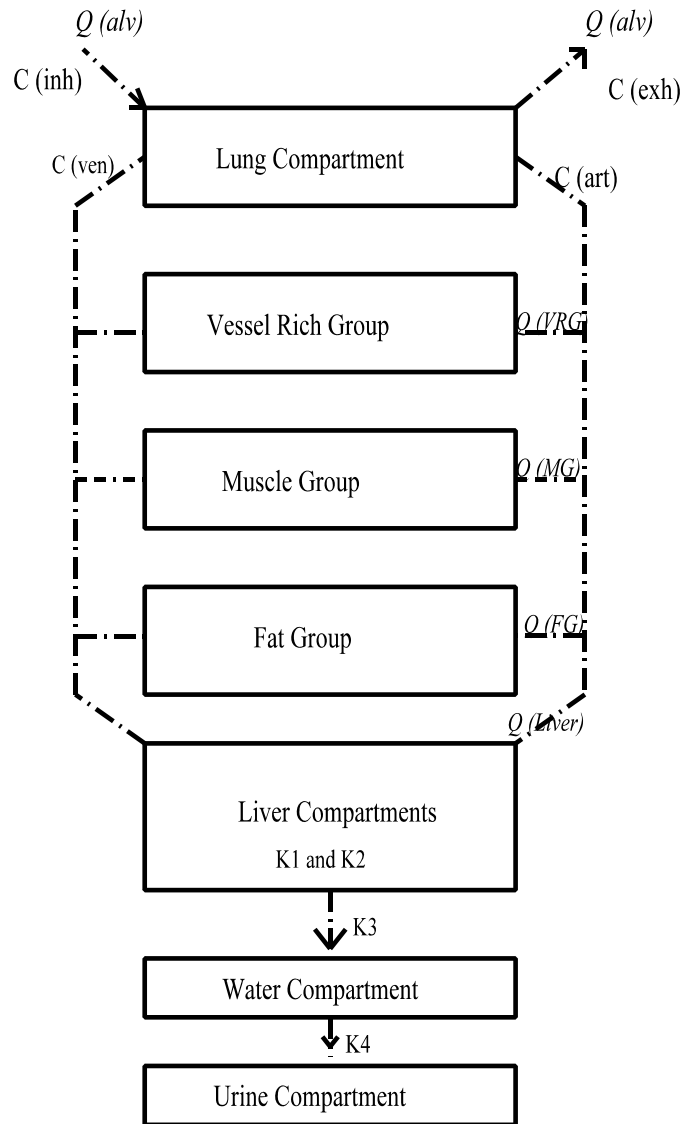 Q (alv)
Q (alv)
C (inh)
C (exh)
Lung Compartment
C (ven)
C (art)
Vessel Rich Group
Q (VRG)
Muscle Group
Q (MG)
Fat Group
Q (FG)
Q (Liver)
Liver Compartments
K1 and K2
K3
Water Compartment
K4
Urine Compartment